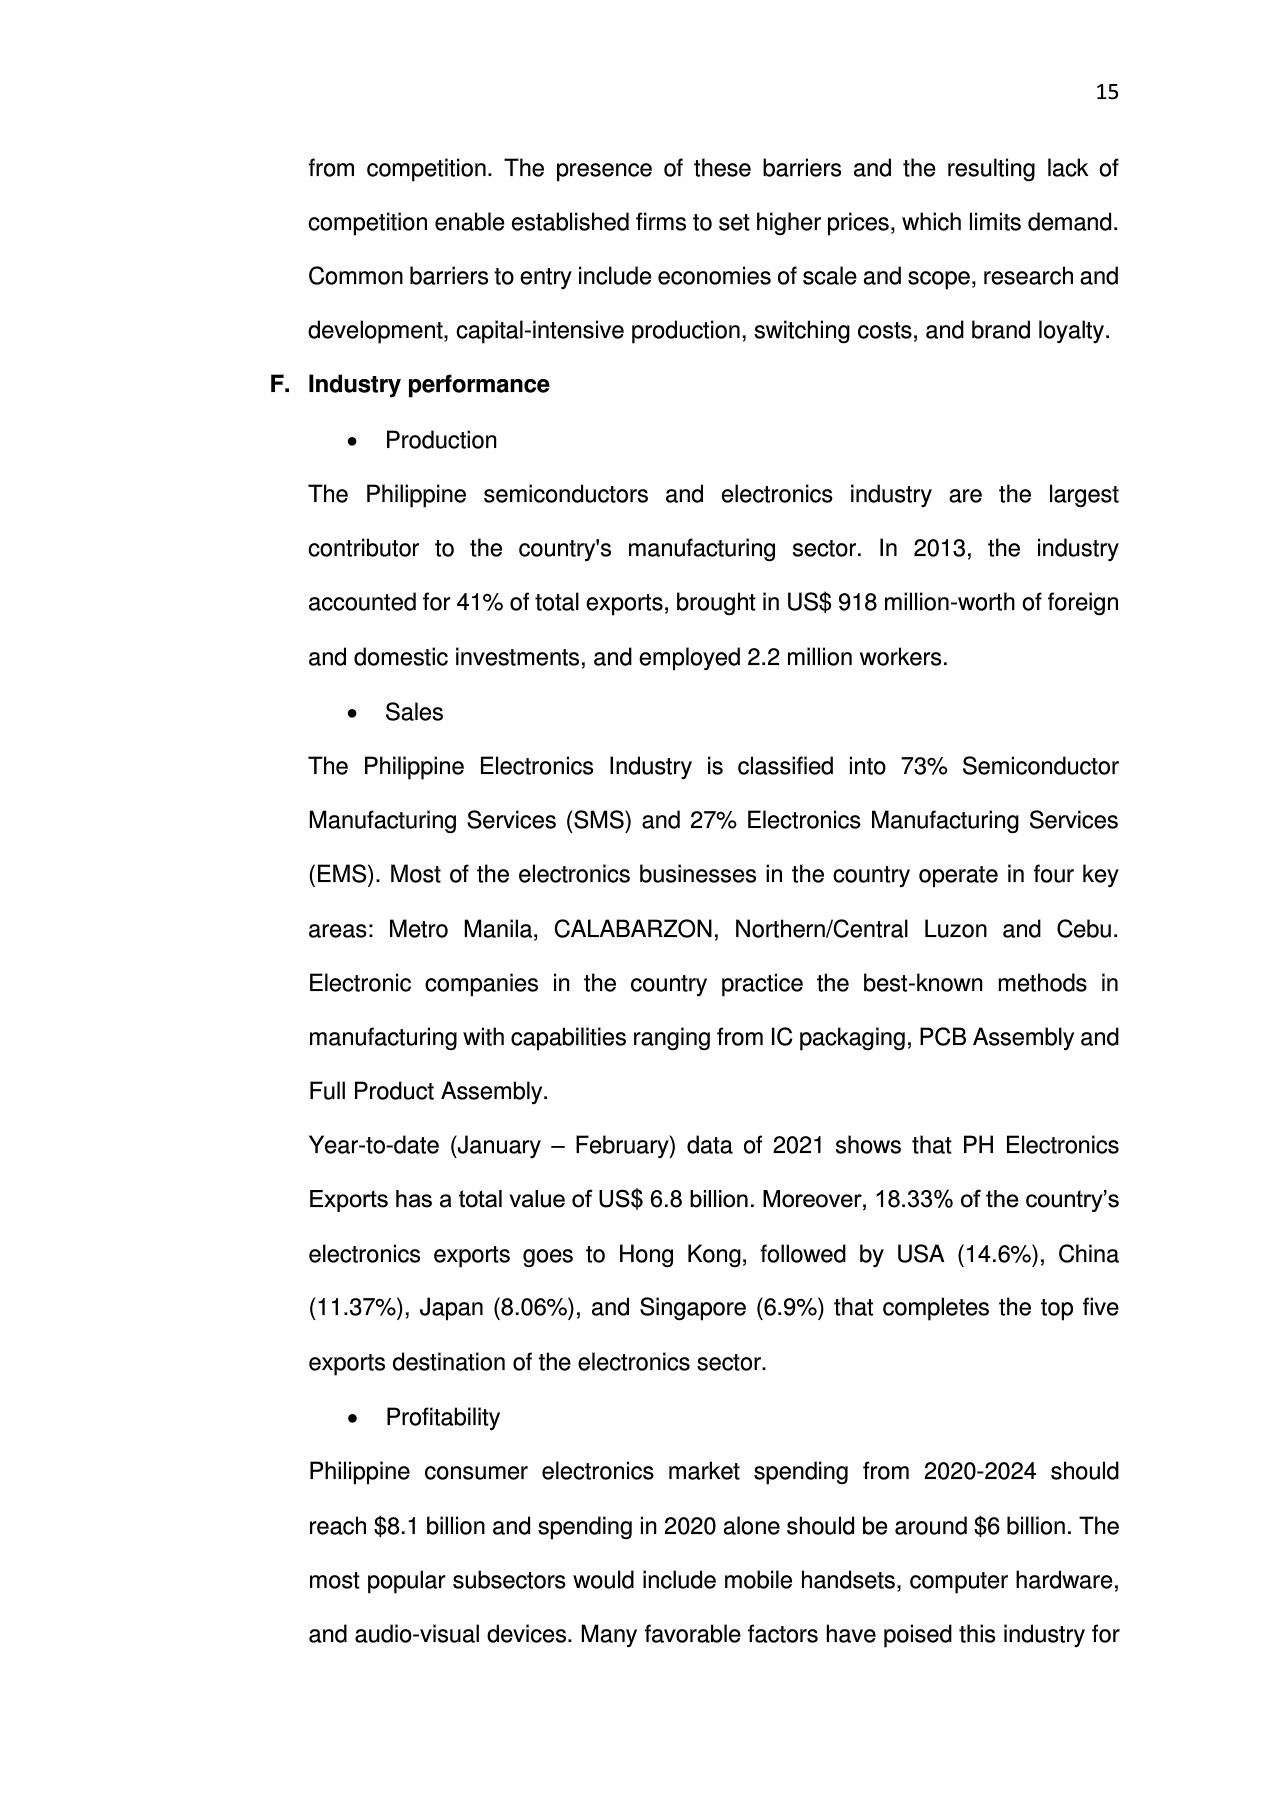 15
from competition. The presence of these barriers and the resulting lack of
competition enable established firms to set higher prices, which limits demand.
Common barriers to entry include economies of scale and scope, research and
development, capital-intensive production, switching costs, and brand loyalty.
F. Industry performance
• Production
The Philippine semiconductors and electronics industry are the largest
contributor to the country's manufacturing sector. In 2013, the industry
accounted for 41% of total exports, brought in US$ 918 million-worth of foreign
and domestic investments, and employed 2.2 million workers.
• Sales
The Philippine Electronics Industry is classified into 73% Semiconductor
Manufacturing Services (SMS) and 27% Electronics Manufacturing Services
(EMS). Most of the electronics businesses in the country operate in four key
areas: Metro Manila, CALABARZON, Northern/Central Luzon and Cebu.
Electronic companies in the country practice the best-known methods in
manufacturing with capabilities ranging from IC packaging, PCB Assembly and
Full Product Assembly.
Year-to-date (January – February) data of 2021 shows that PH Electronics
Exports has a total value of US$ 6.8 billion. Moreover, 18.33% of the country’s
electronics exports goes to Hong Kong, followed by USA (14.6%), China
(11.37%), Japan (8.06%), and Singapore (6.9%) that completes the top five
exports destination of the electronics sector.
• Profitability
Philippine consumer electronics market spending from 2020-2024 should
reach $8.1 billion and spending in 2020 alone should be around $6 billion. The
most popular subsectors would include mobile handsets, computer hardware,
and audio-visual devices. Many favorable factors have poised this industry for